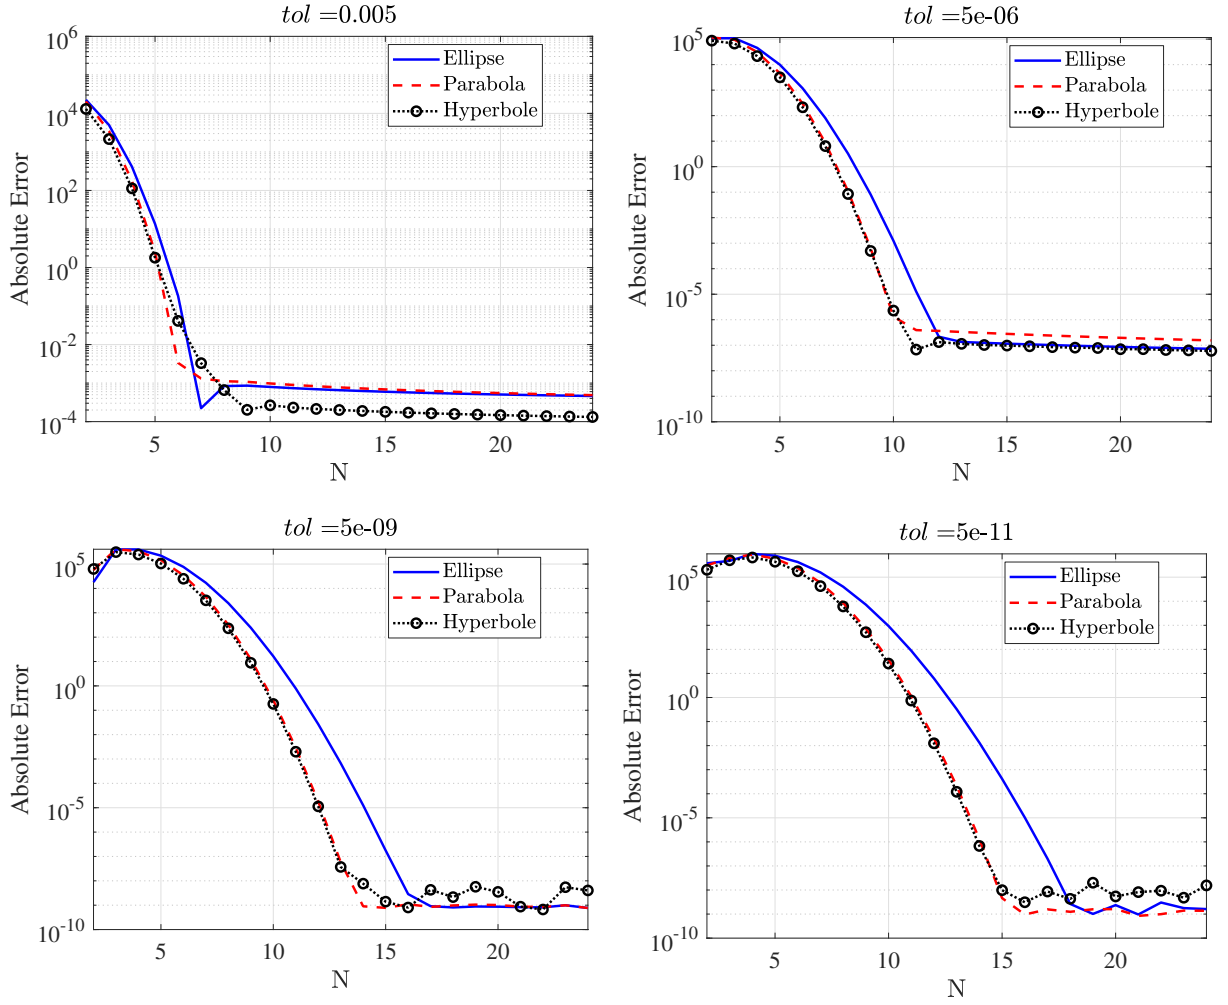 tol =0.005
10^6
10^4
10^2
10^0
10^-2
10^-4
Absolute Error
Ellipse
Parabola
Hyperbole
5
10
15
20
N
tol =5e-06
10^5
10^0
10^-5
10^-10
Absolute Error
Ellipse
Parabola
Hyperbole
5
10
15
20
N
tol =5e-09
10^5
10^0
10^-5
10^-10
Absolute Error
Ellipse
Parabola
Hyperbole
5
10
15
20
N
tol =5e-11
10^5
10^0
10^-5
10^-10
Absolute Error
Ellipse
Parabola
Hyperbole
5
10
15
20
N